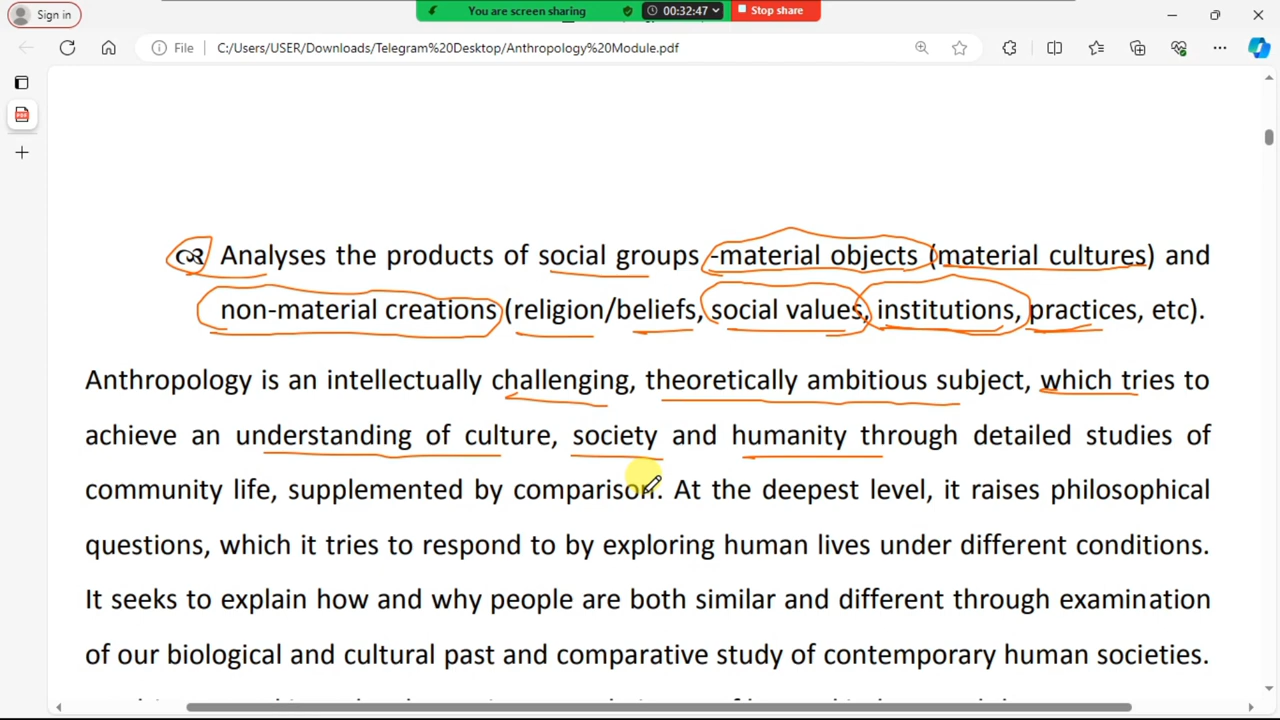 Sign in
You are screen sharing
00:32:47
Stop share
File
C:/Users/USER/Downloads/Telegram%20Desktop/Anthropology%20Module.pdf
PDF
Analyses the products of social groups -material objects (material cultures) and
non-material creations (religion/beliefs, social values, institutions, practices, etc).
Anthropology is an intellectually challenging, theoretically ambitious subject, which tries to
achieve an understanding of culture, society and humanity through detailed studies of
community life, supplemented by comparison. At the deepest level, it raises philosophical
questions, which it tries to respond to by exploring human lives under different conditions.
It seeks to explain how and why people are both similar and different through examination
of our biological and cultural past and comparative study of contemporary human societies.